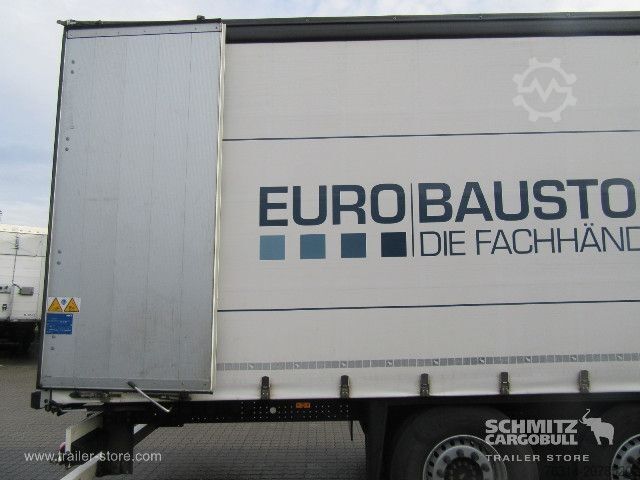 EURO BAUSTO
DIE FACHHÄND
SCHMITZ
CARGOBULL
TRAILER STORE
www.trailer-store.com